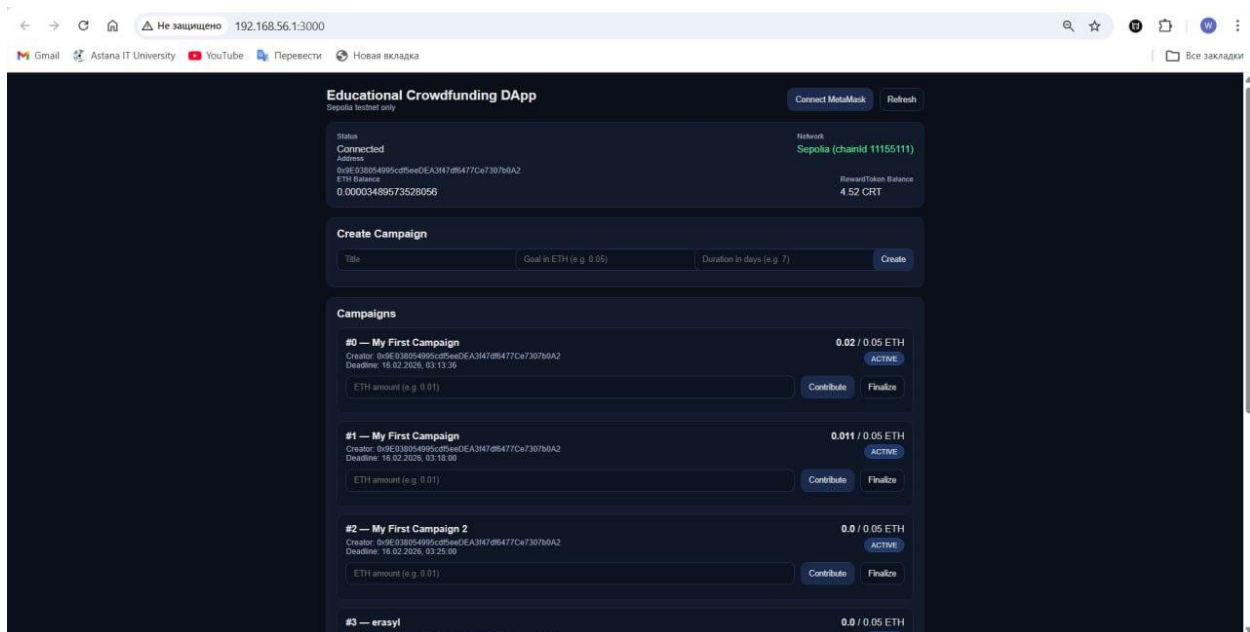 Не защищено 192.168.56.1:3000
W
Gmail Astana IT University YouTube Перевести Новая вкладка Все закладки
Educational Crowdfunding DApp
Sepolia testnet only
Connect MetaMask Refresh
Status Network
Connected Sepolia (chainId 11155111)
Address
0x9E038054995cdf5eeDEA3f47df6477Ce7307b0A2
ETH Balance RewardToken Balance
0.00003489573528056 4.52 CRT
Create Campaign
Title Goal in ETH (e.g. 0.05) Duration in days (e.g. 7) Create
Campaigns
#0 — My First Campaign 0.02 / 0.05 ETH
Creator: 0x9E038054995cdf5eeDEA3f47df6477Ce7307b0A2 ACTIVE
Deadline: 16.02.2026, 03:13:36
ETH amount (e.g. 0.01) Contribute Finalize
#1 — My First Campaign 0.011 / 0.05 ETH
Creator: 0x9E038054995cdf5eeDEA3f47df6477Ce7307b0A2 ACTIVE
Deadline: 16.02.2026, 03:18:00
ETH amount (e.g. 0.01) Contribute Finalize
#2 — My First Campaign 2 0.0 / 0.05 ETH
Creator: 0x9E038054995cdf5eeDEA3f47df6477Ce7307b0A2 ACTIVE
Deadline: 16.02.2026, 03:25:00
ETH amount (e.g. 0.01) Contribute Finalize
#3 — erasyl 0.0 / 0.05 ETH